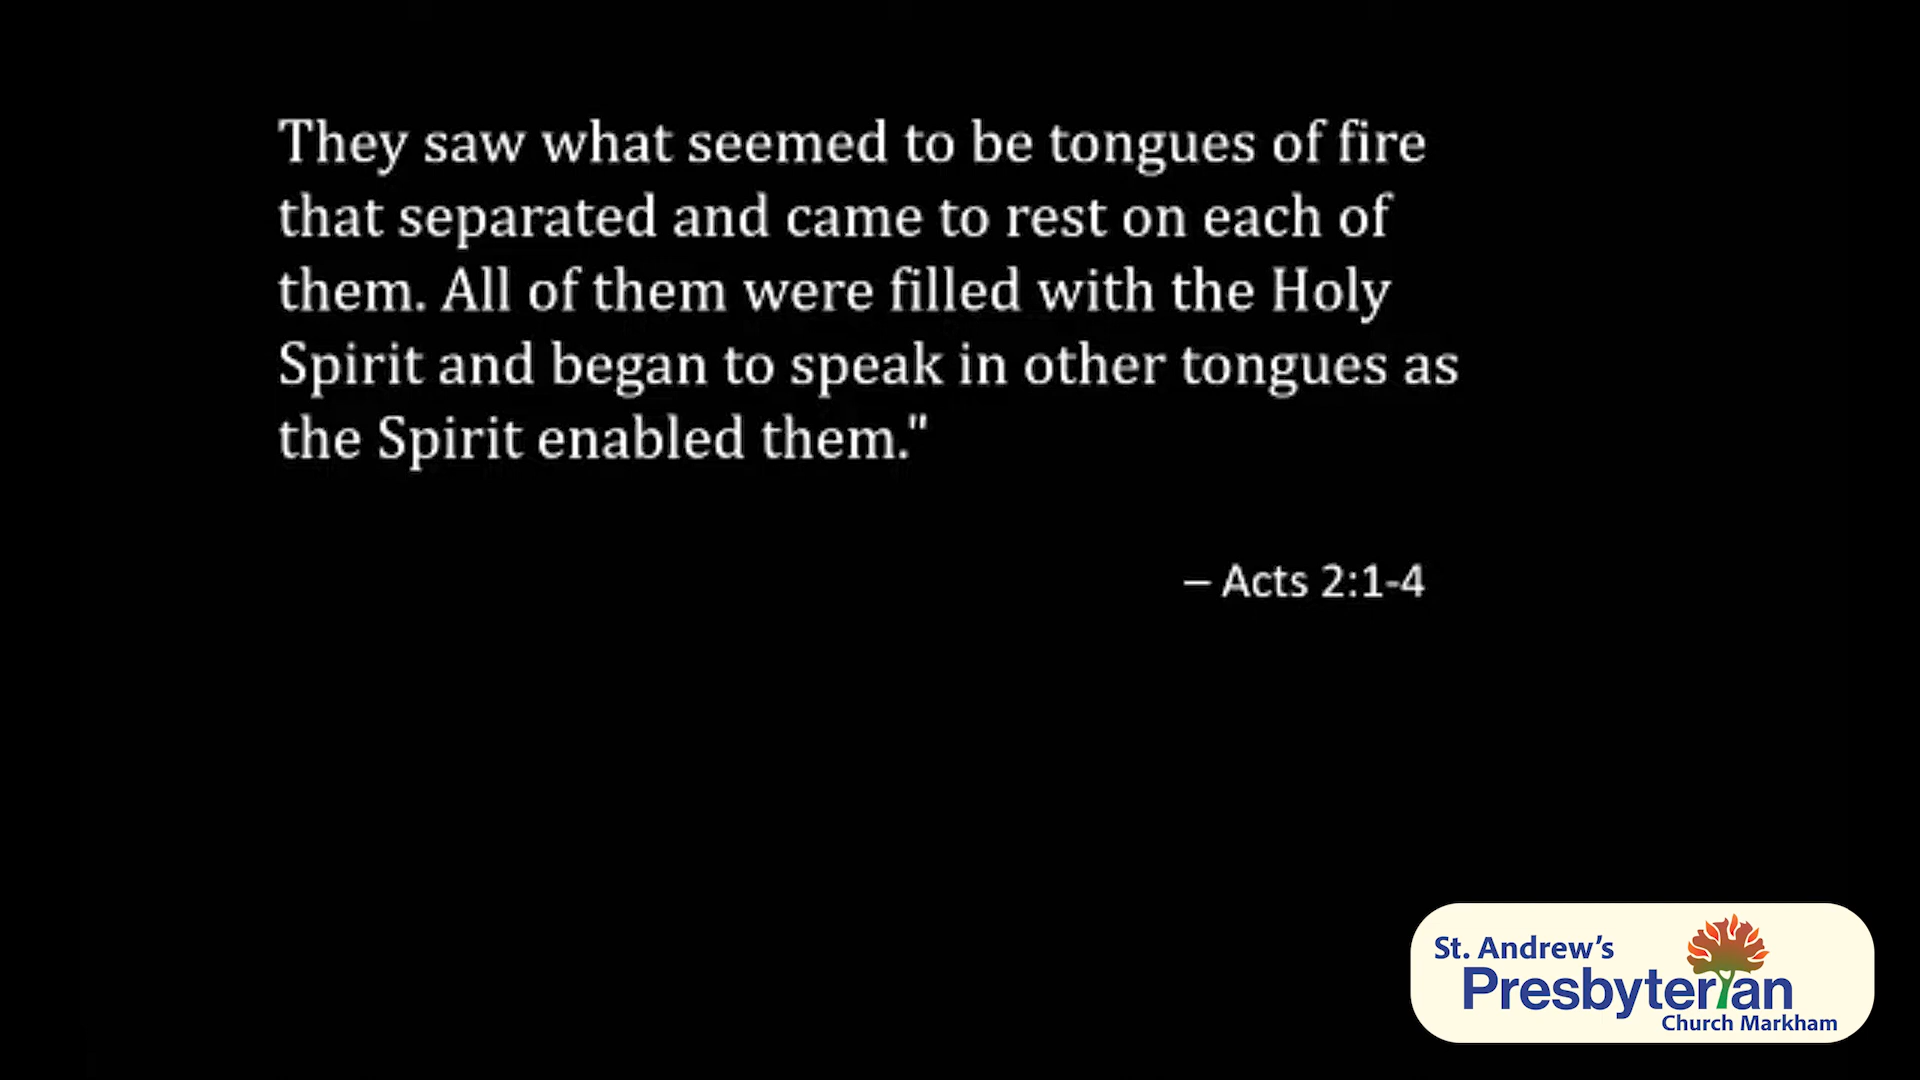 They saw what seemed to be tongues of fire
that separated and came to rest on each of
them. All of them were filled with the Holy
Spirit and began to speak in other tongues as
the Spirit enabled them."
– Acts 2:1-4
St. Andrew's
Presbyterian
Church Markham